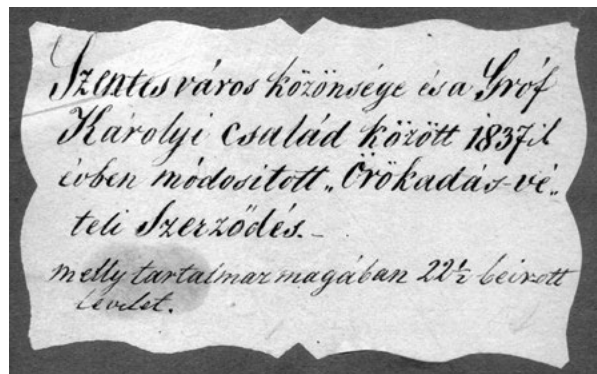 Szentes város közönsége és a Gróf
Károlyi család között 1837ik
évben módosított „Örökadás-vé„
teli Szerződés. –
melly tartalmaz magában 22½ beirott
levelet.